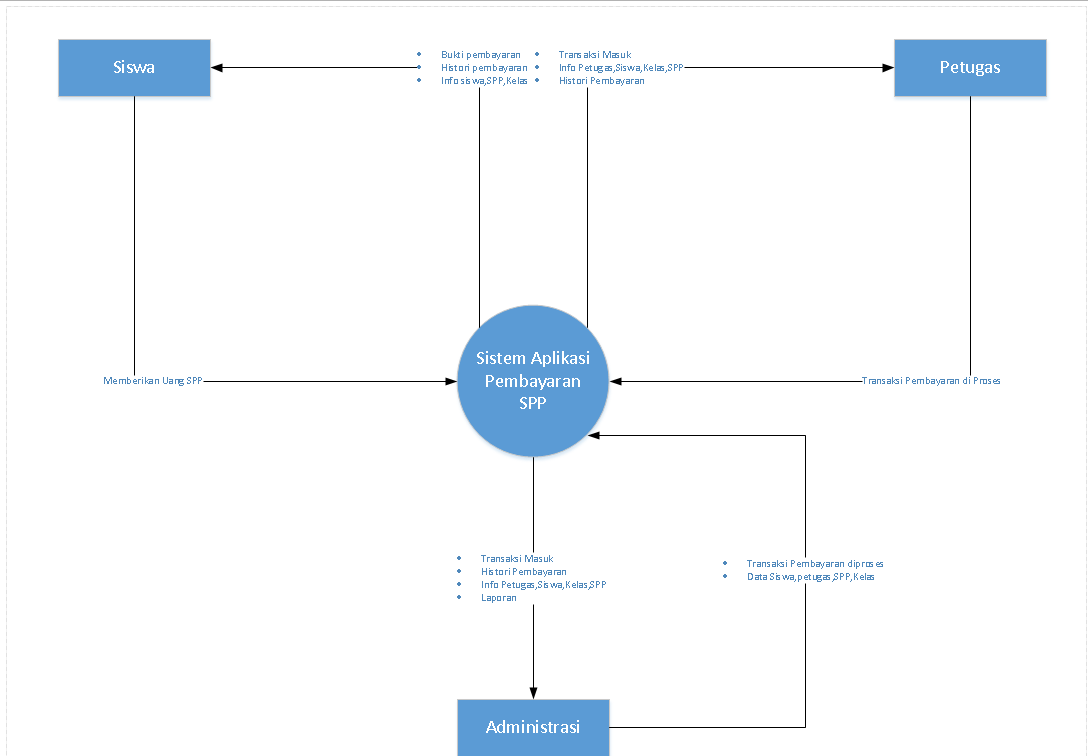 Siswa
• Bukti pembayaran
• Histori pembayaran
• Info siswa,SPP,Kelas
• Transaksi Masuk
• Info Petugas,Siswa,Kelas,SPP
• Histori Pembayaran
Petugas
Sistem Aplikasi
Pembayaran
SPP
Memberikan Uang SPP
Transaksi Pembayaran di Proses
• Transaksi Masuk
• Histori Pembayaran
• Info Petugas,Siswa,Kelas,SPP
• Laporan
• Transaksi Pembayaran diproses
• Data Siswa,petugas,SPP,Kelas
Administrasi